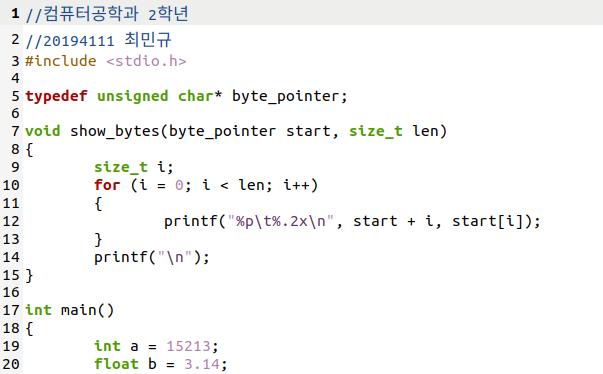 1 //컴퓨터공학과 2학년
2 //20194111 최민규
3 #include <stdio.h>
4
5 typedef unsigned char* byte_pointer;
6
7 void show_bytes(byte_pointer start, size_t len)
8 {
9 size_t i;
10 for (i = 0; i < len; i++)
11 {
12 printf("%p\t%.2x\n", start + i, start[i]);
13 }
14 printf("\n");
15 }
16
17 int main()
18 {
19 int a = 15213;
20 float b = 3.14;